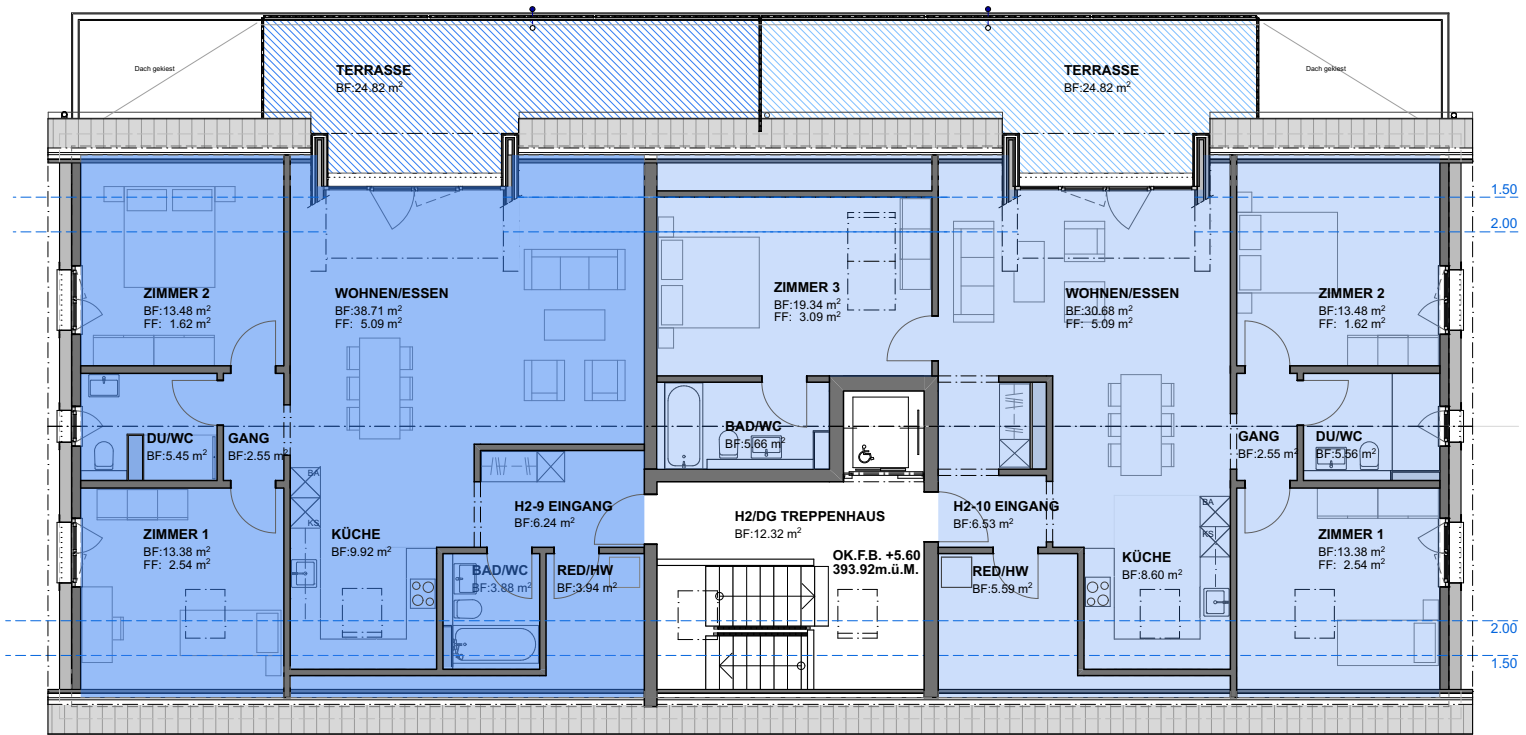 TERRASSE
BF:24.82 m²
TERRASSE
BF:24.82 m²
Dach gekiest
Dach gekiest
1.50
2.00
ZIMMER 2
BF:13.48 m²
FF: 1.62 m²
WOHNEN/ESSEN
BF:38.71 m²
FF: 5.09 m²
ZIMMER 3
BF:19.34 m²
FF: 3.09 m²
WOHNEN/ESSEN
BF:30.68 m²
FF: 5.09 m²
ZIMMER 2
BF:13.48 m²
FF: 1.62 m²
DU/WC
BF:5.45 m²
GANG
BF:2.55 m²
BAD/WC
BF:5.66 m²
GANG
BF:2.55 m²
DU/WC
BF:5.56 m²
BA
KS
BA
KS
ZIMMER 1
BF:13.38 m²
FF: 2.54 m²
KÜCHE
BF:9.92 m²
H2-9 EINGANG
BF:6.24 m²
BAD/WC
BF:3.88 m²
RED/HW
BF:3.94 m²
H2/DG TREPPENHAUS
BF:12.32 m²
OK.F.B. +5.60
393.92m.ü.M.
H2-10 EINGANG
BF:6.53 m²
RED/HW
BF:5.59 m²
KÜCHE
BF:8.60 m²
ZIMMER 1
BF:13.38 m²
FF: 2.54 m²
2.00
1.50